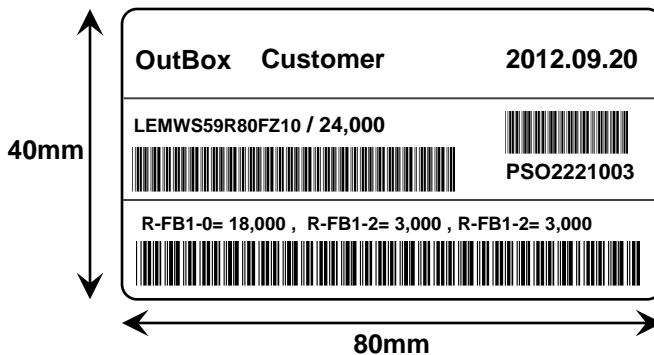 OutBox Customer 2012.09.20
LEMWS59R80FZ10 / 24,000
PSO2221003
40mm
R-FB1-0= 18,000 , R-FB1-2= 3,000 , R-FB1-2= 3,000
80mm